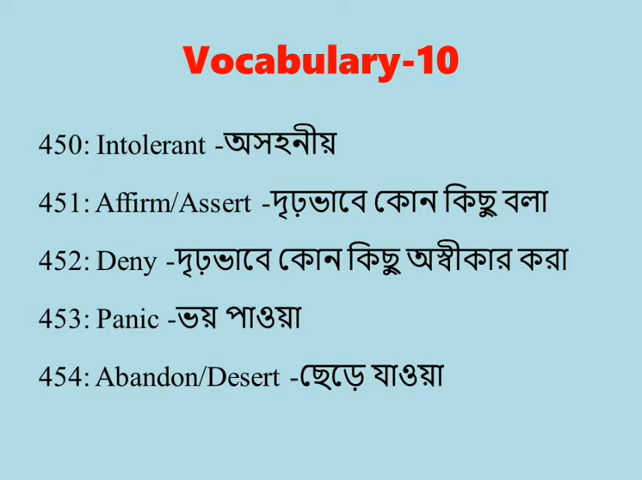 Vocabulary-10
450: Intolerant -অসহনীয়
451: Affirm/Assert -দৃঢ়ভাবে কোন কিছু বলা
452: Deny -দৃঢ়ভাবে কোন কিছু অস্বীকার করা
453: Panic -ভয় পাওয়া
454: Abandon/Desert -ছেড়ে যাওয়া